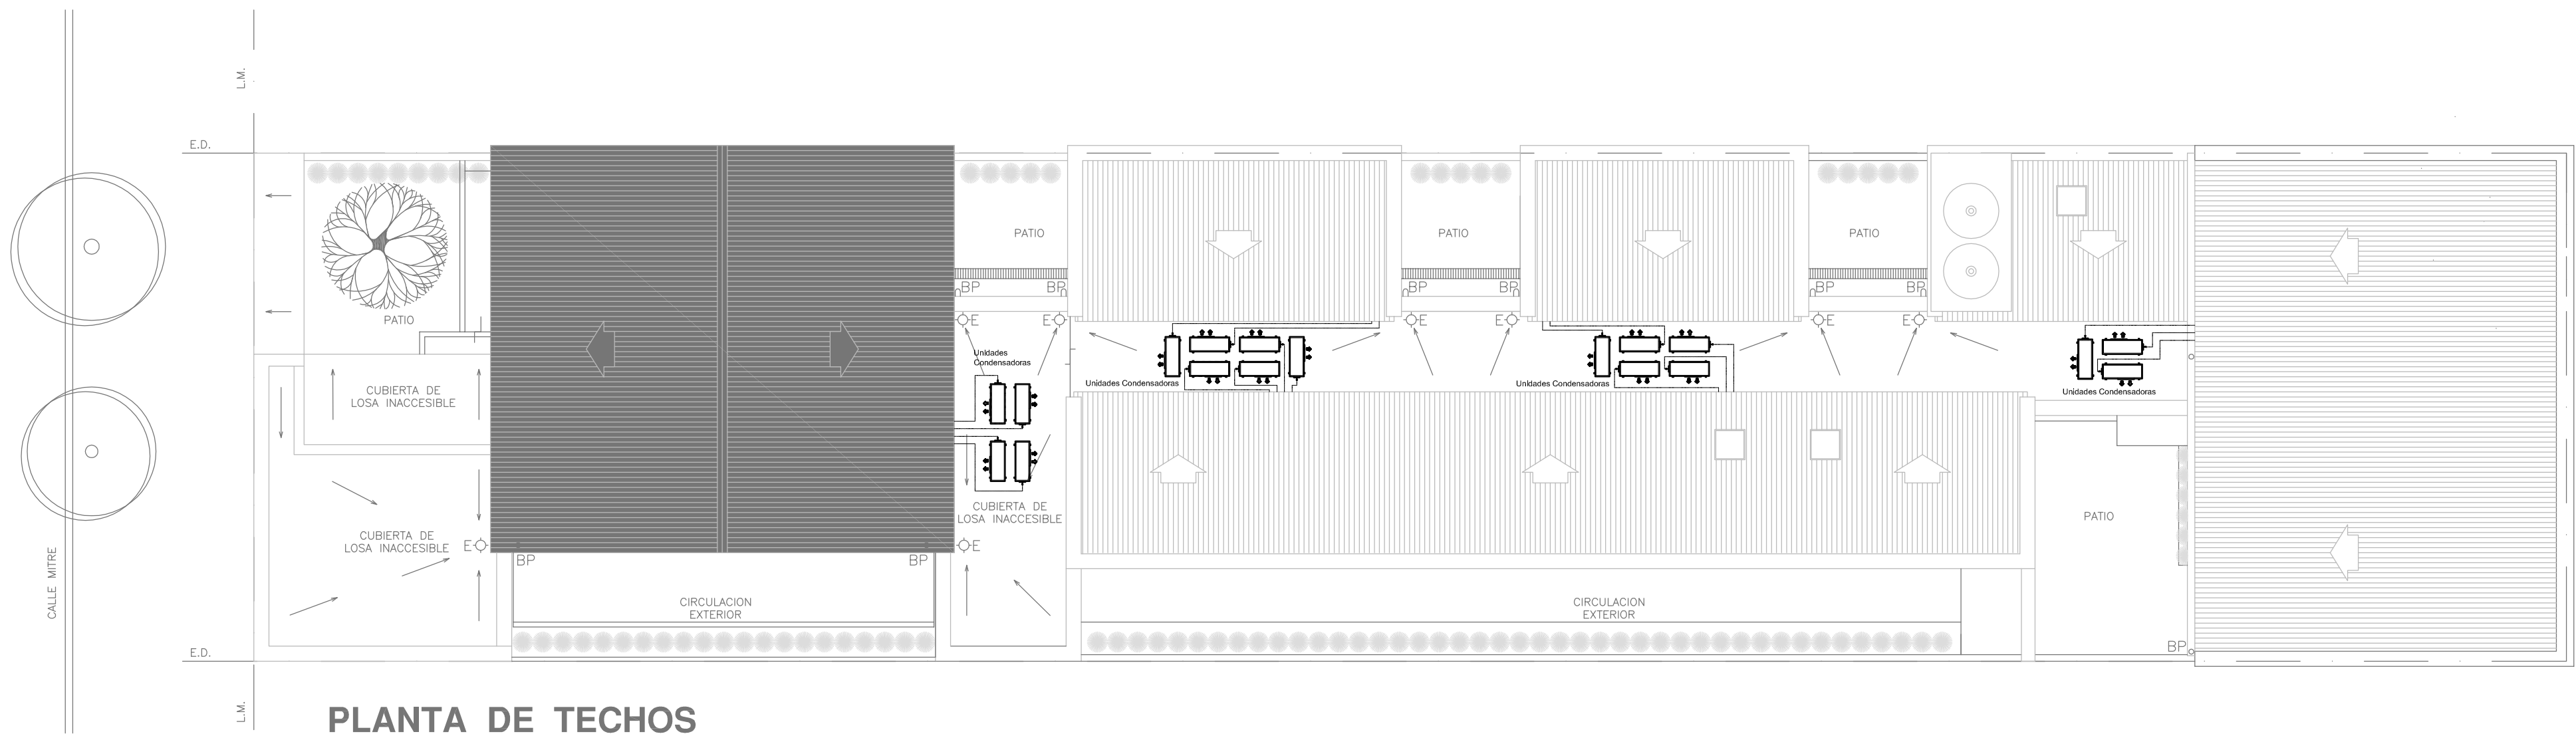 L.M.
E.D.
PATIO
PATIO
PATIO
PATIO
BP
BP
BP
BP
BP
BP
E
E
E
E
E
E
Unidades
Condensadoras
Unidades Condensadoras
Unidades Condensadoras
Unidades Condensadoras
CUBIERTA DE
LOSA INACCESIBLE
CUBIERTA DE
LOSA INACCESIBLE
CUBIERTA DE
LOSA INACCESIBLE
PATIO
E
E
BP
BP
CALLE MITRE
CIRCULACION
EXTERIOR
CIRCULACION
EXTERIOR
BP
E.D.
L.M.
PLANTA DE TECHOS